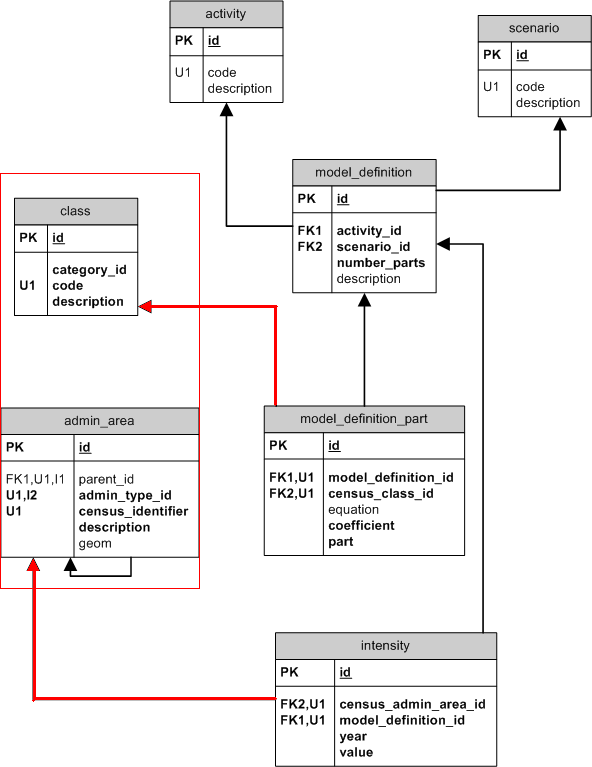 activity
PK id
U1 code
description
scenario
PK id
U1 code
description
model_definition
PK id
FK1 activity_id
FK2 scenario_id
number_parts
description
class
PK id
category_id
U1 code
description
admin_area
PK id
FK1,U1,I1 parent_id
U1,I2 admin_type_id
U1 census_identifier
description
geom
model_definition_part
PK id
FK1,U1 model_definition_id
FK2,U1 census_class_id
equation
coefficient
part
intensity
PK id
FK2,U1 census_admin_area_id
FK1,U1 model_definition_id
year
value